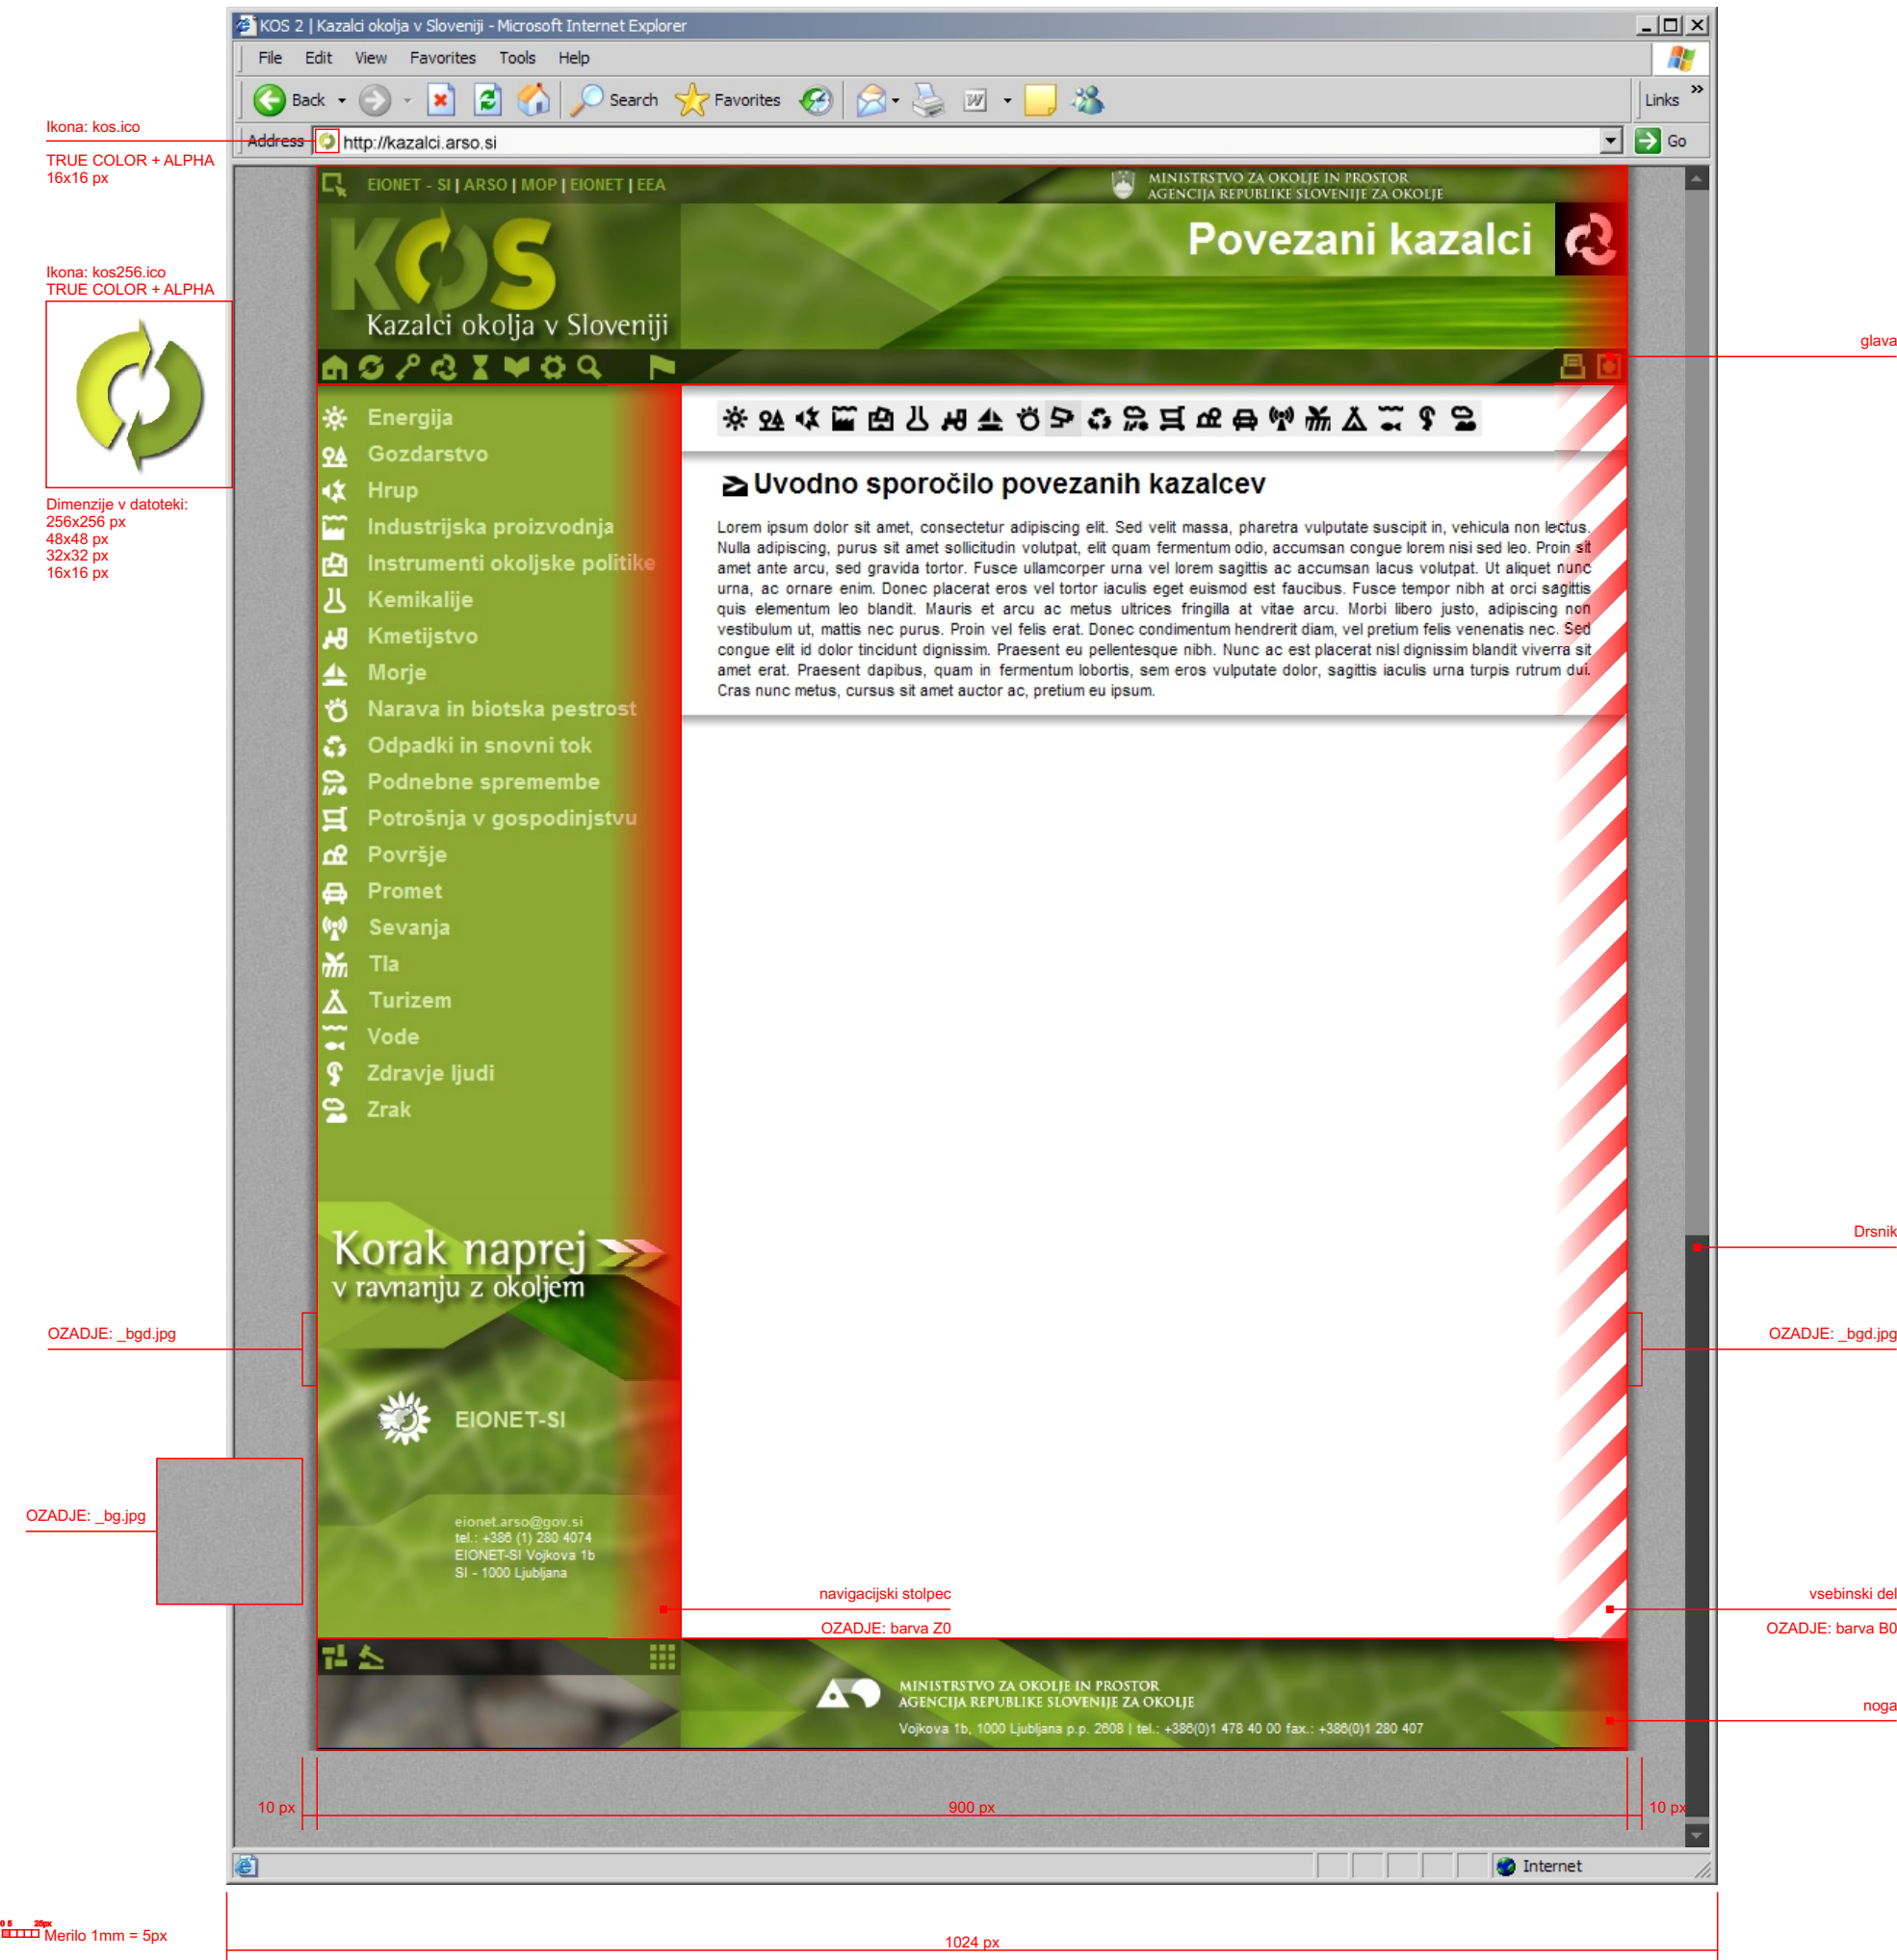 KOS 2 | Kazalci okolja v Sloveniji - Microsoft Internet Explorer
File Edit View Favorites Tools Help
Back Search Favorites Links »
Address http://kazalci.arso.si Go
Ikona: kos.ico
TRUE COLOR + ALPHA
16x16 px
EIONET - SI | ARSO | MOP | EIONET | EEA
MINISTRSTVO ZA OKOLJE IN PROSTOR
AGENCIJA REPUBLIKE SLOVENIJE ZA OKOLJE
KOS
Kazalci okolja v Sloveniji
Povezani kazalci
Ikona: kos256.ico
TRUE COLOR + ALPHA
Dimenzije v datoteki:
256x256 px
48x48 px
32x32 px
16x16 px
glava
Energija
Gozdarstvo
Hrup
Industrijska proizvodnja
Instrumenti okoljske politike
Kemikalije
Kmetijstvo
Morje
Narava in biotska pestrost
Odpadki in snovni tok
Podnebne spremembe
Potrošnja v gospodinjstvu
Površje
Promet
Sevanja
Tla
Turizem
Vode
Zdravje ljudi
Zrak
Uvodno sporočilo povezanih kazalcev
Lorem ipsum dolor sit amet, consectetur adipiscing elit. Sed velit massa, pharetra vulputate suscipit in, vehicula non lectus.
Nulla adipiscing, purus sit amet sollicitudin volutpat, elit quam fermentum odio, accumsan congue lorem nisi sed leo. Proin sit
amet ante arcu, sed gravida tortor. Fusce ullamcorper urna vel lorem sagittis ac accumsan lacus volutpat. Ut aliquet nunc
urna, ac ornare enim. Donec placerat eros vel tortor iaculis eget euismod est faucibus. Fusce tempor nibh at orci sagittis
quis elementum leo blandit. Mauris et arcu ac metus ultrices fringilla at vitae arcu. Morbi libero justo, adipiscing non
vestibulum ut, mattis nec purus. Proin vel felis erat. Donec condimentum hendrerit diam, vel pretium felis venenatis nec. Sed
congue elit id dolor tincidunt dignissim. Praesent eu pellentesque nibh. Nunc ac est placerat nisl dignissim blandit viverra sit
amet erat. Praesent dapibus, quam in fermentum lobortis, sem eros vulputate dolor, sagittis iaculis urna turpis rutrum dui.
Cras nunc metus, cursus sit amet auctor ac, pretium eu ipsum.
Korak naprej
v ravnanju z okoljem
Drsnik
OZADJE: _bgd.jpg
OZADJE: _bgd.jpg
EIONET-SI
OZADJE: _bg.jpg
eionet.arso@gov.si
tel.: +386 (1) 280 4074
EIONET-SI Vojkova 1b
SI - 1000 Ljubljana
navigacijski stolpec
OZADJE: barva Z0
vsebinski del
OZADJE: barva B0
MINISTRSTVO ZA OKOLJE IN PROSTOR
AGENCIJA REPUBLIKE SLOVENIJE ZA OKOLJE
Vojkova 1b, 1000 Ljubljana p.p. 2608 | tel.: +386(0)1 478 40 00 fax.: +386(0)1 280 407
noga
10 px
900 px
10 px
Internet
0 5 25px
Merilo 1mm = 5px
1024 px